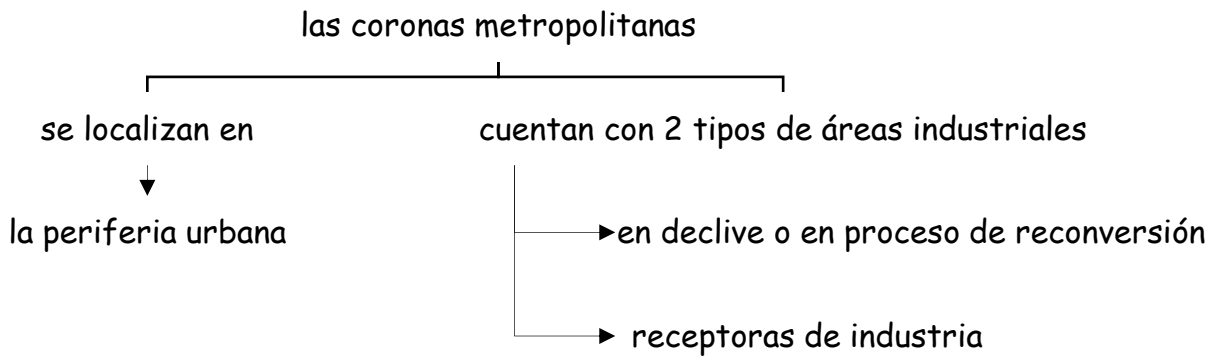 las coronas metropolitanas
se localizan en
cuentan con 2 tipos de áreas industriales
la periferia urbana
en declive o en proceso de reconversión
receptoras de industria